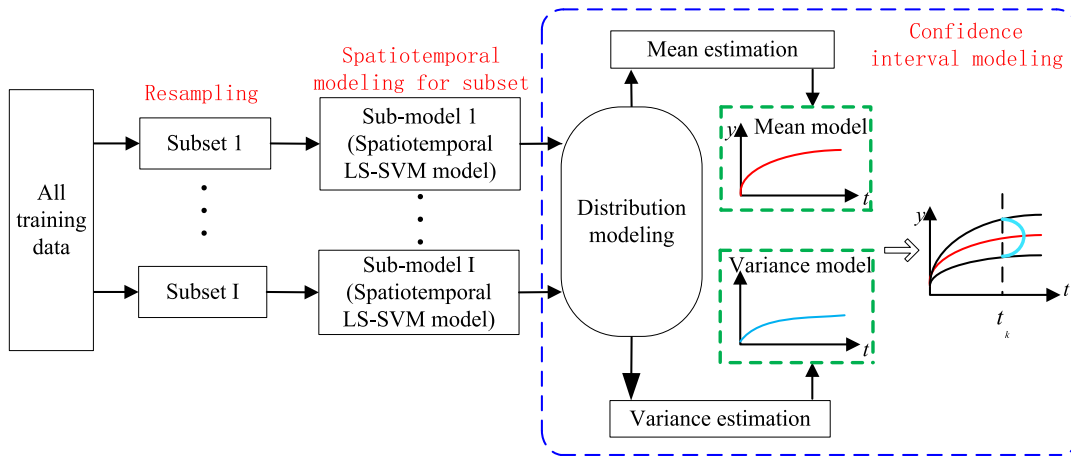 All
training
data
Resampling
Subset 1
Subset I
Spatiotemporal
modeling for subset
Sub-model 1
(Spatiotemporal
LS-SVM model)
Sub-model I
(Spatiotemporal
LS-SVM model)
Confidence
interval modeling
Mean estimation
Distribution
modeling
Variance estimation
y
Mean model
t
Variance model
y
t
y
t
t k